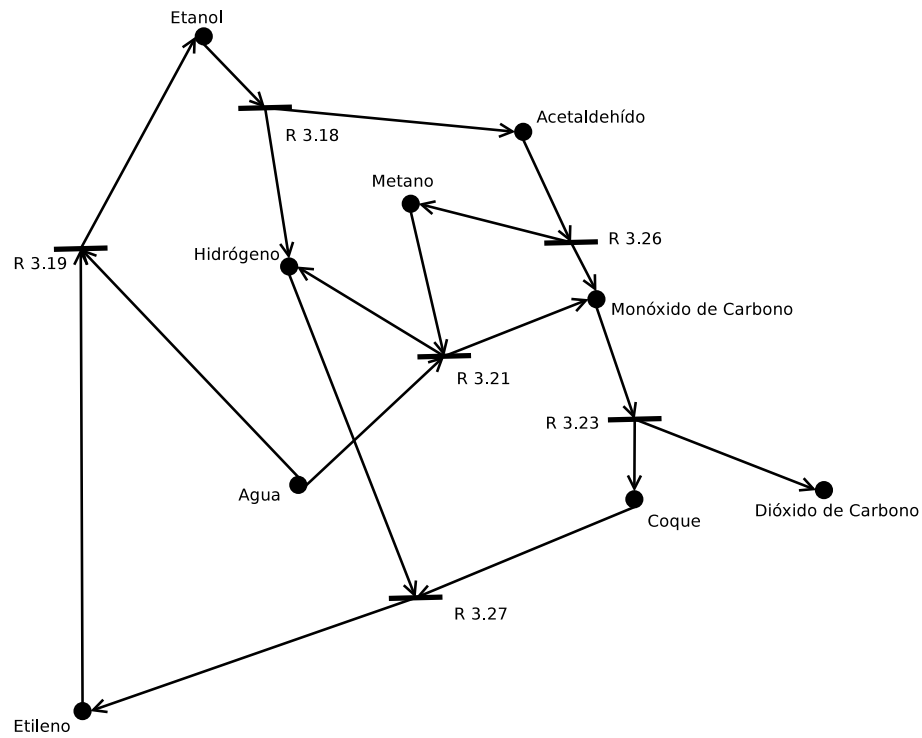 Etanol
Acetaldehído
R 3.18
Metano
R 3.26
Hidrógeno
R 3.19
Monóxido de Carbono
R 3.21
R 3.23
Agua
Dióxido de Carbono
Coque
R 3.27
Etileno